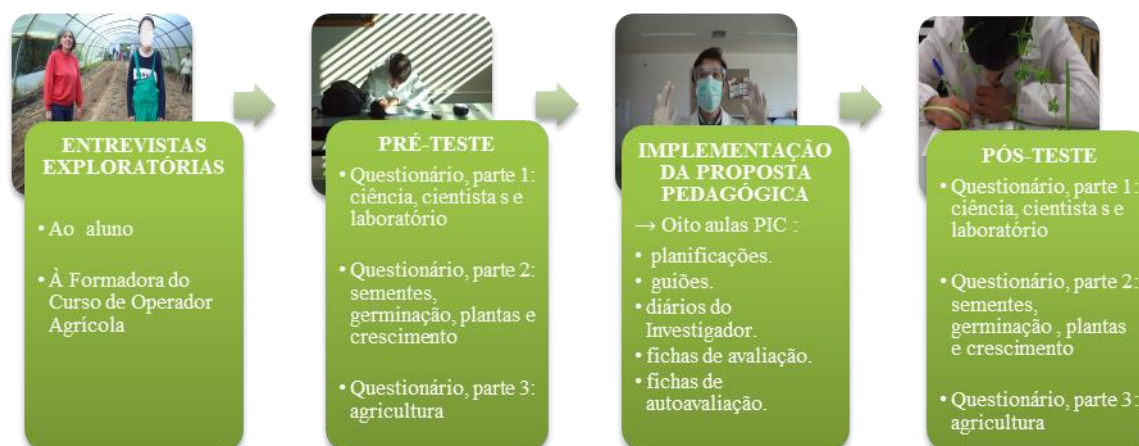 ENTREVISTAS
EXPLORATÓRIAS
• Ao aluno
• À Formadora do
Curso de Operador
Agrícola
PRÉ-TESTE
• Questionário, parte 1:
ciência, cientista s e
laboratório
• Questionário, parte 2:
sementes,
germinação, plantas e
crescimento
• Questionário, parte 3:
agricultura
IMPLEMENTAÇÃO
DA PROPOSTA
PEDAGÓGICA
→ Oito aulas PIC :
• planificações.
• guiões.
• diários do
Investigador.
• fichas de avaliação.
• fichas de
autoavaliação.
PÓS-TESTE
• Questionário, parte 1:
ciência, cientista s e
laboratório
• Questionário, parte 2:
sementes,
germinação , plantas
e crescimento
• Questionário, parte 3:
agricultura